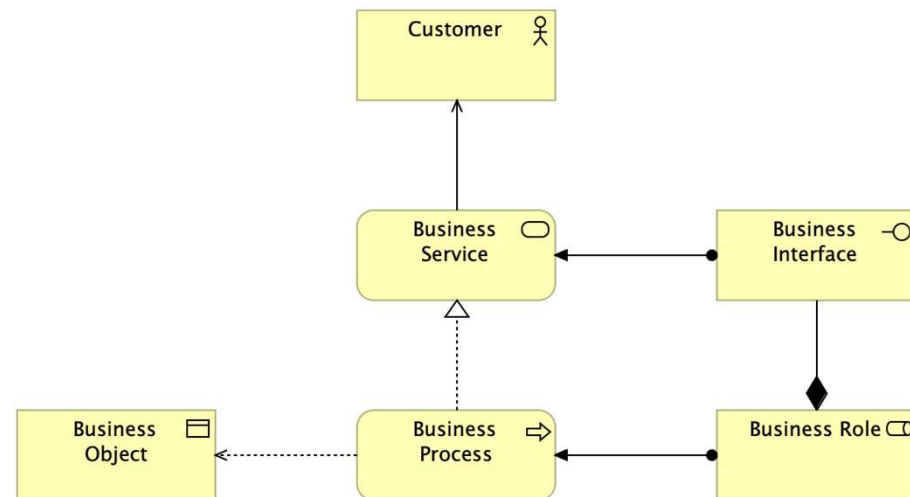 Customer
Business
Service
Business
Interface
Business
Object
Business
Process
Business Role